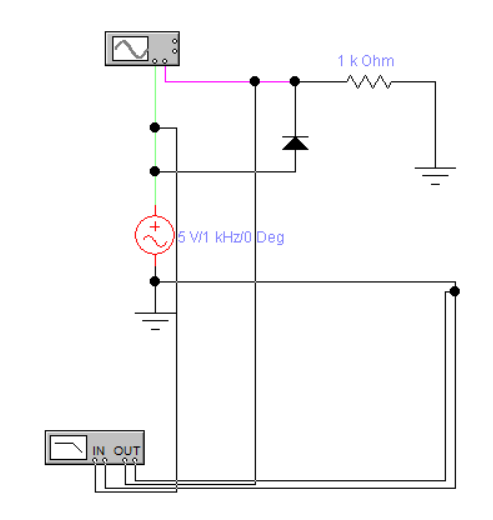 1 k Ohm
5 V/1 kHz/0 Deg
IN OUT